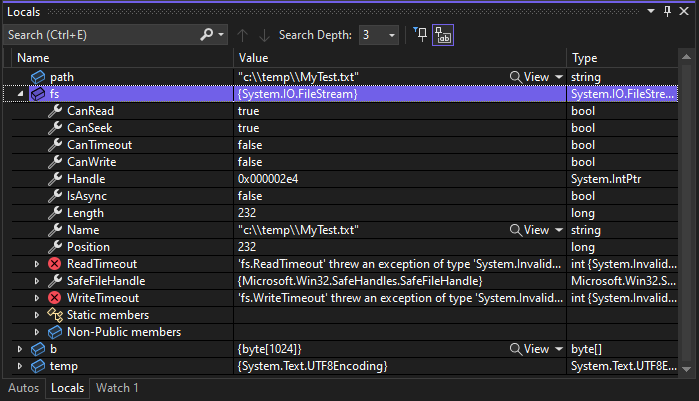 Locals
Search (Ctrl+E) Search Depth: 3
Name Value Type
path "c:\\temp\\MyTest.txt" View string
fs {System.IO.FileStream} System.IO.FileStre...
CanRead true bool
CanSeek true bool
CanTimeout false bool
CanWrite false bool
Handle 0x000002e4 System.IntPtr
IsAsync false bool
Length 232 long
Name "c:\\temp\\MyTest.txt" View string
Position 232 long
ReadTimeout 'fs.ReadTimeout' threw an exception of type 'System.Invalid... int {System.Invalid...
SafeFileHandle {Microsoft.Win32.SafeHandles.SafeFileHandle} Microsoft.Win32.S...
WriteTimeout 'fs.WriteTimeout' threw an exception of type 'System.Invalid... int {System.Invalid...
Static members
Non-Public members
b {byte[1024]} View byte[]
temp {System.Text.UTF8Encoding} System.Text.UTF8E...
Autos Locals Watch 1